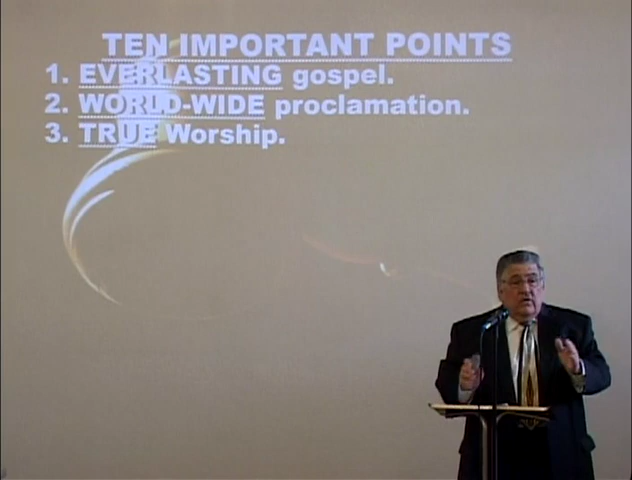 TEN IMPORTANT POINTS
1. EVERLASTING gospel.
2. WORLD-WIDE proclamation.
3. TRUE Worship.